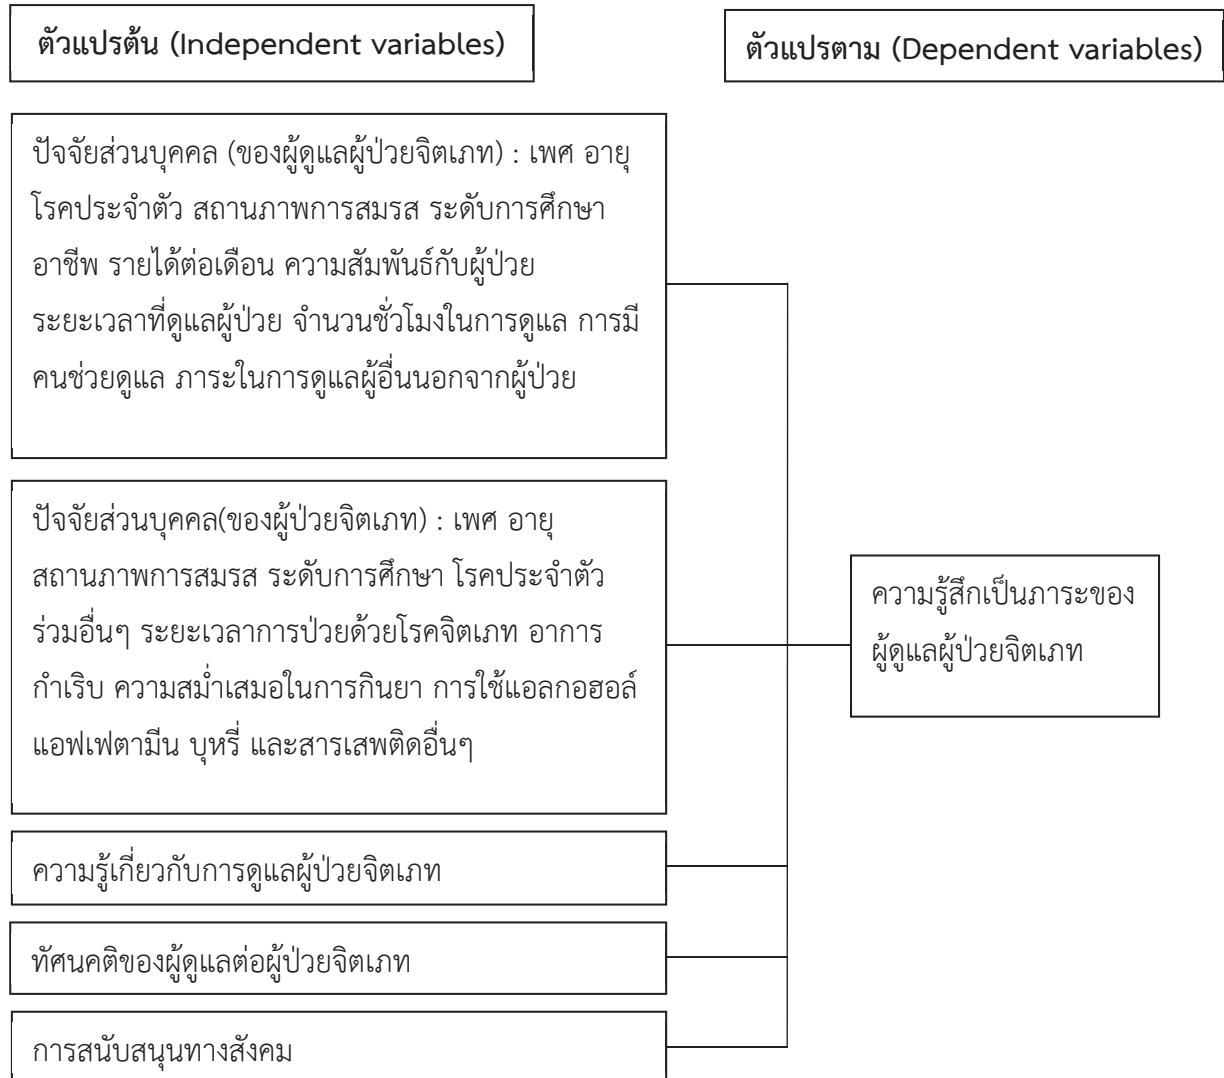 ตัวแปรต้น (Independent variables)
ตัวแปรตาม (Dependent variables)
ปัจจัยส่วนบุคคล (ของผู้ดูแลผู้ป่วยจิตเภท) : เพศ อายุ
โรคประจำตัว สถานภาพการสมรส ระดับการศึกษา
อาชีพ รายได้ต่อเดือน ความสัมพันธ์กับผู้ป่วย
ระยะเวลาที่ดูแลผู้ป่วย จำนวนชั่วโมงในการดูแล การมี
คนช่วยดูแล ภาระในการดูแลผู้อื่นนอกจากผู้ป่วย
ปัจจัยส่วนบุคคล(ของผู้ป่วยจิตเภท) : เพศ อายุ
สถานภาพการสมรส ระดับการศึกษา โรคประจำตัว
ร่วมอื่นๆ ระยะเวลาการป่วยด้วยโรคจิตเภท อาการ
กำเริบ ความสม่ำเสมอในการกินยา การใช้แอลกอฮอล์
แอฟเฟตามีน บุหรี่ และสารเสพติดอื่นๆ
ความรู้สึกเป็นภาระของ
ผู้ดูแลผู้ป่วยจิตเภท
ความรู้เกี่ยวกับการดูแลผู้ป่วยจิตเภท
ทัศนคติของผู้ดูแลต่อผู้ป่วยจิตเภท
การสนับสนุนทางสังคม